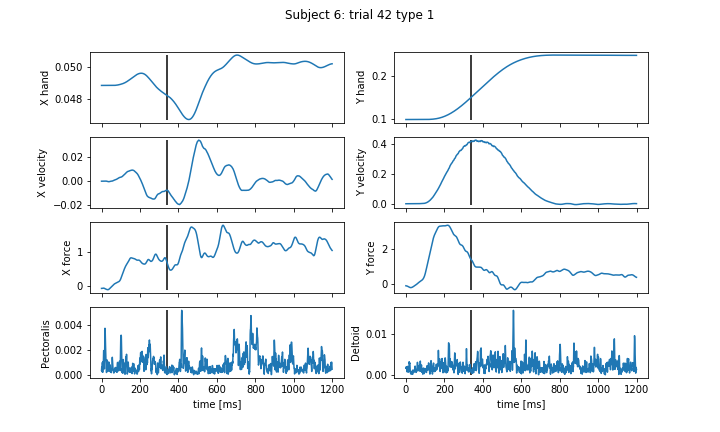 Subject 6: trial 42 type 1
X hand
0.050
0.048
Y hand
0.2
0.1
X velocity
0.02
0.00
−0.02
Y velocity
0.4
0.2
0.0
X force
1
0
Y force
2
0
Pectoralis
0.004
0.002
0.000
0 200 400 600 800 1000 1200
time [ms]
Deltoid
0.01
0.00
0 200 400 600 800 1000 1200
time [ms]